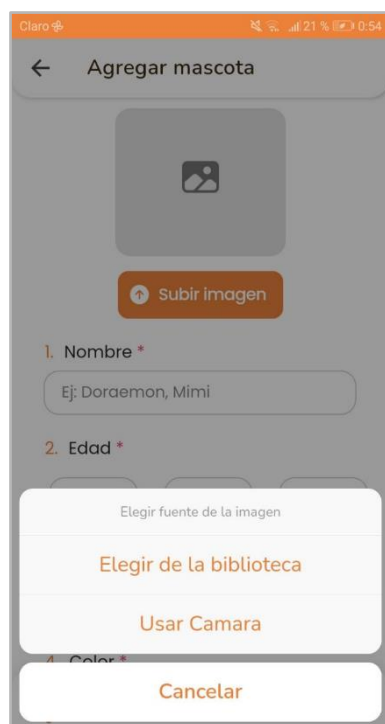 Claro
21 % 0:54
Agregar mascota
Subir imagen
1. Nombre *
Ej: Doraemon, Mimi
2. Edad *
Elegir fuente de la imagen
Elegir de la biblioteca
Usar Camara
4. Color *
Cancelar